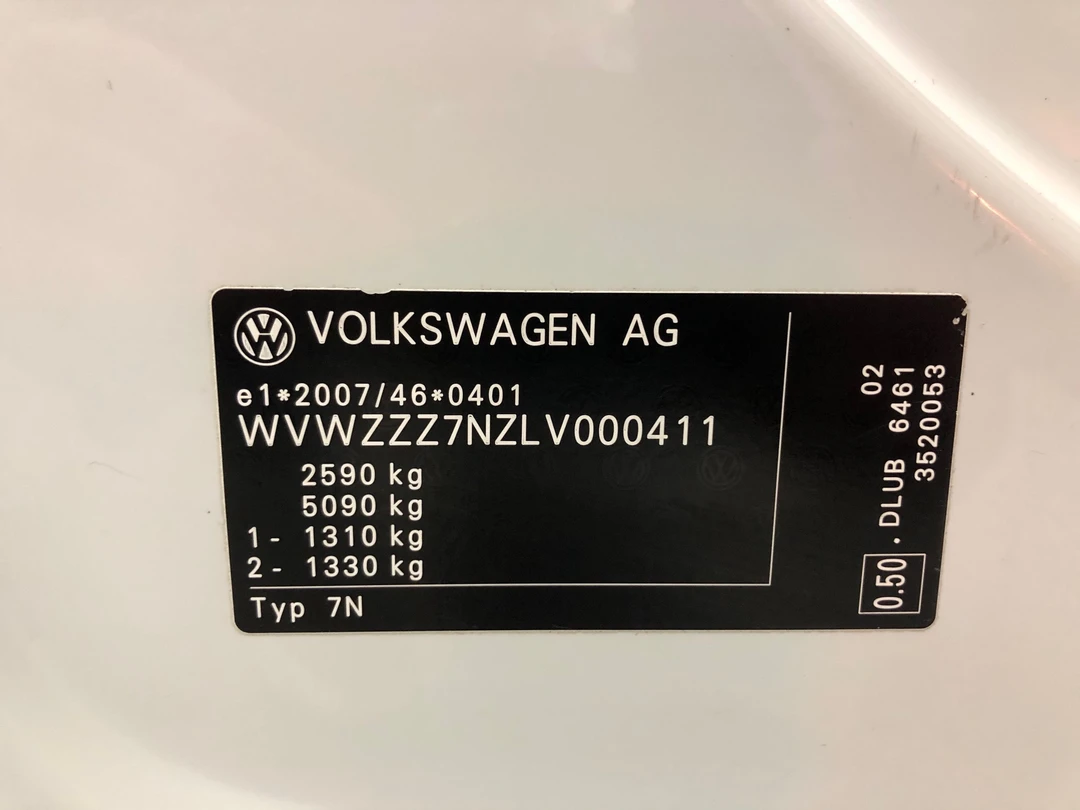 VOLKSWAGEN AG
e1*2007/46*0401
WVWZZZ7NZLV000411
2590 kg
5090 kg
1- 1310 kg
2- 1330 kg
Typ 7N
02
0.50 . DLUB 6461
3520053